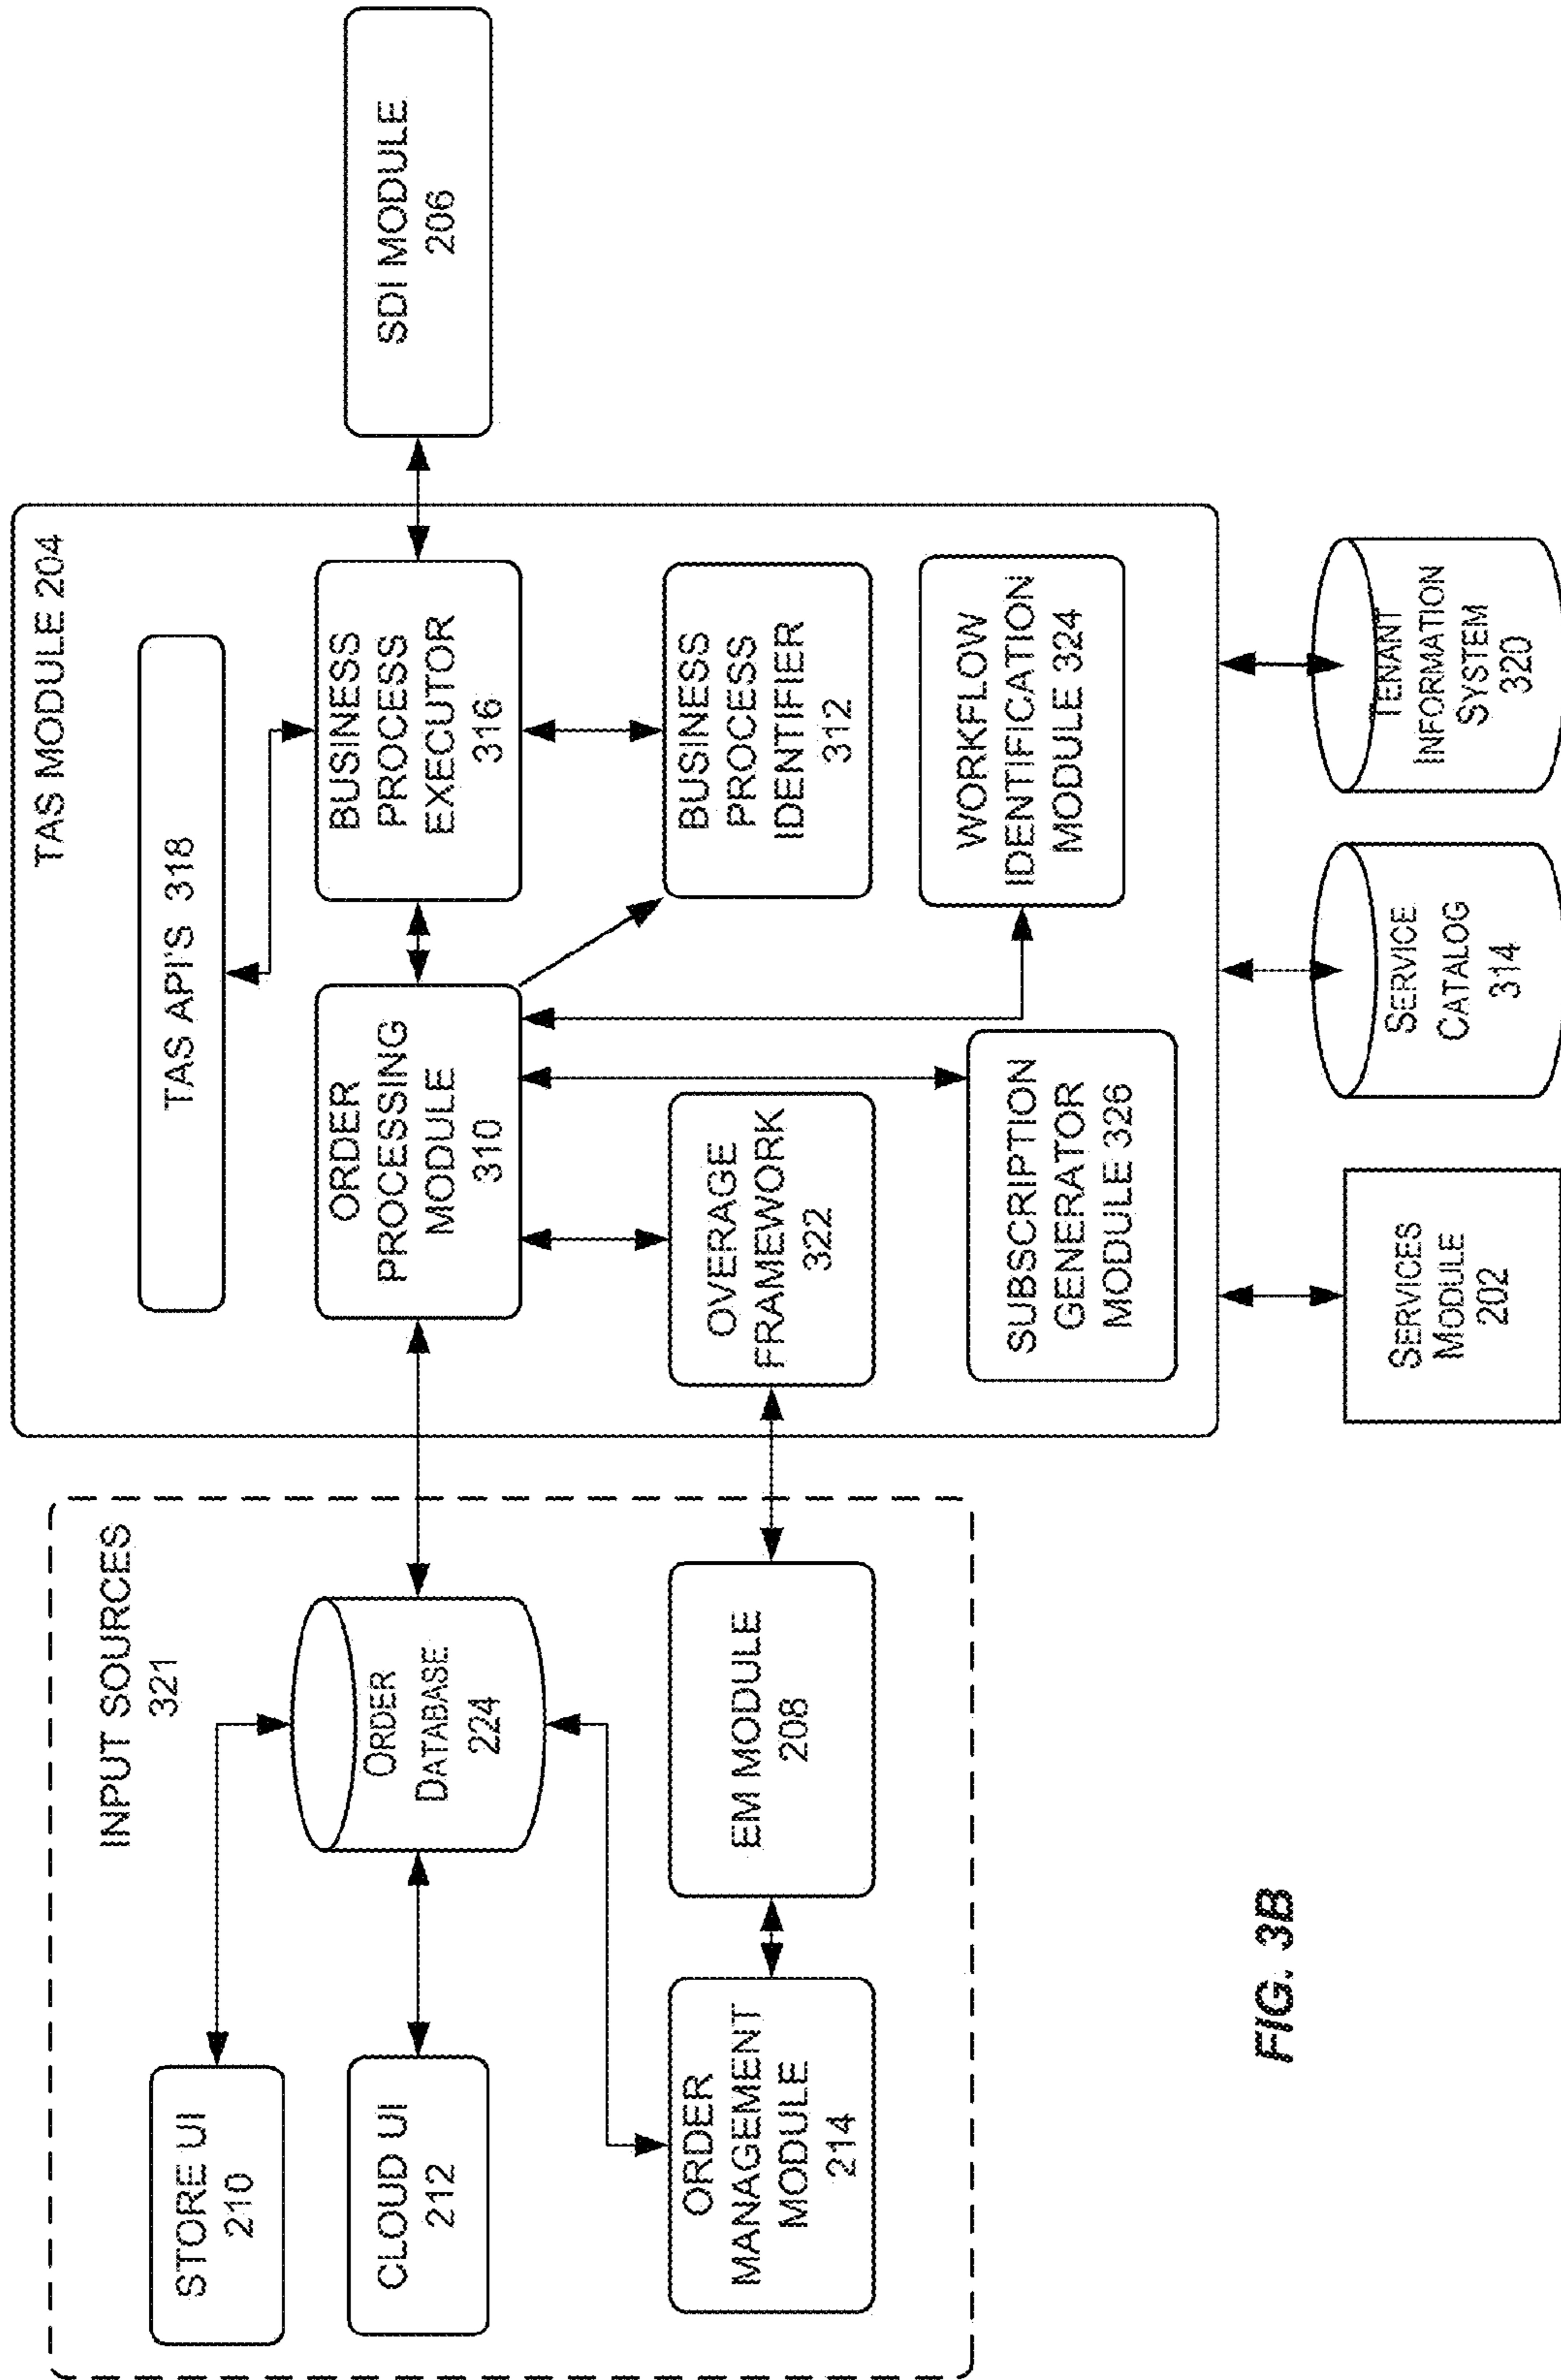 INPUT SOURCES
321
STORE UI
210
CLOUD UI
212
ORDER
DATABASE
224
ORDER
MANAGEMENT
MODULE
214
EM MODULE
208
TAS MODULE 204
TAS API'S 318
ORDER
PROCESSING
MODULE
310
BUSINESS
PROCESS
EXECUTOR
316
OVERAGE
FRAMEWORK
322
BUSINESS
PROCESS
IDENTIFIER
312
SUBSCRIPTION
GENERATOR
MODULE 326
WORKFLOW
IDENTIFICATION
MODULE 324
SDI MODULE
206
SERVICES
MODULE
202
SERVICE
CATALOG
314
TENANT
INFORMATION
SYSTEM
320
FIG. 3B